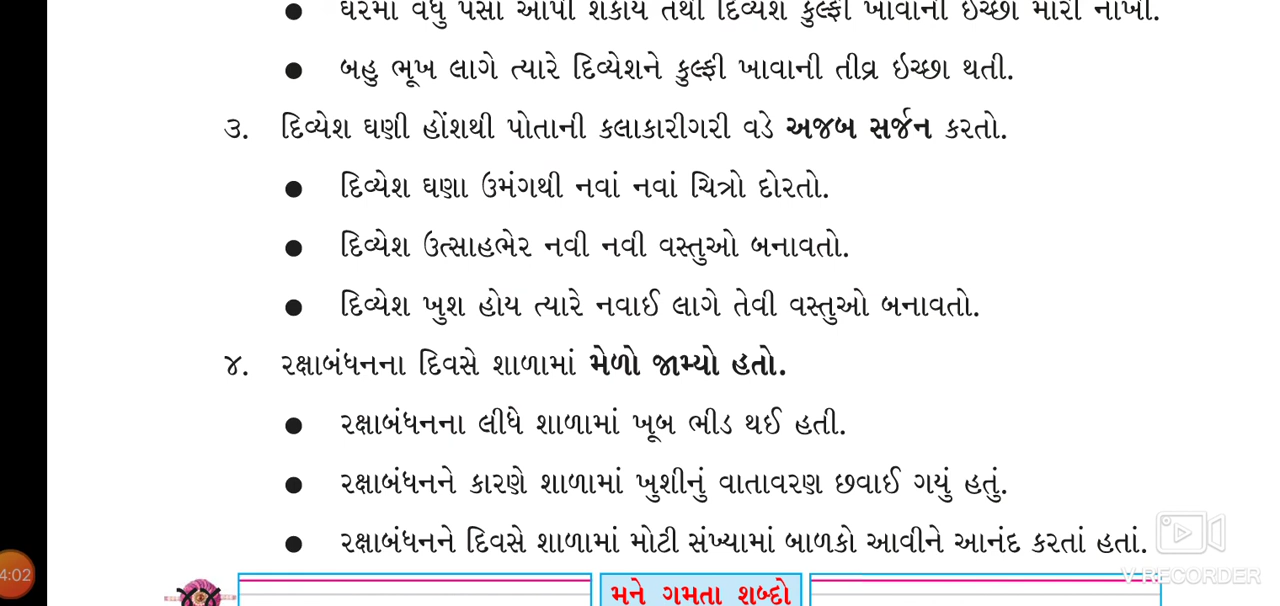 ઘરમાં વધુ પૈસા આપી શકાય તેથી દિવ્યેશ કુલ્ફી ખાવાની ઇચ્છા મારી નાખી.
● બહુ ભૂખ લાગે ત્યારે દિવ્યેશને કુલ્ફી ખાવાની તીવ્ર ઇચ્છા થતી.
૩. દિવ્યેશ ઘણી હોંશથી પોતાની કલાકારીગરી વડે અજબ સર્જન કરતો.
● દિવ્યેશ ઘણા ઉમંગથી નવાં નવાં ચિત્રો દોરતો.
● દિવ્યેશ ઉત્સાહભેર નવી નવી વસ્તુઓ બનાવતો.
● દિવ્યેશ ખુશ હોય ત્યારે નવાઈ લાગે તેવી વસ્તુઓ બનાવતો.
૪. રક્ષાબંધનના દિવસે શાળામાં મેળો જામ્યો હતો.
● રક્ષાબંધનના લીધે શાળામાં ખૂબ ભીડ થઈ હતી.
● રક્ષાબંધનને કારણે શાળામાં ખુશીનું વાતાવરણ છવાઈ ગયું હતું.
● રક્ષાબંધનને દિવસે શાળામાં મોટી સંખ્યામાં બાળકો આવીને આનંદ કરતાં હતાં.
V RECORDER
4:02
મને ગમતા શબ્દો